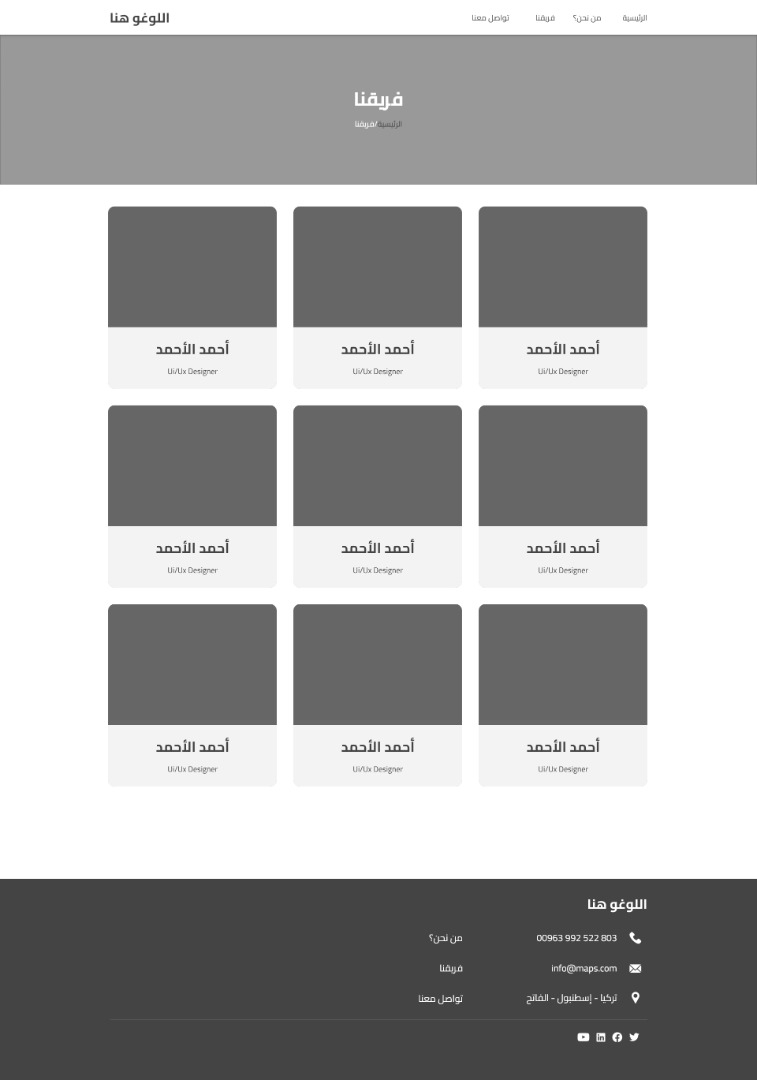 الرئيسية
من نحن؟
فريقنا
تواصل معنا
اللوغو هنا
فريقنا
الرئيسية/فريقنا
أحمد الأحمد
Ui/Ux Designer
أحمد الأحمد
Ui/Ux Designer
أحمد الأحمد
Ui/Ux Designer
أحمد الأحمد
Ui/Ux Designer
أحمد الأحمد
Ui/Ux Designer
أحمد الأحمد
Ui/Ux Designer
أحمد الأحمد
Ui/Ux Designer
أحمد الأحمد
Ui/Ux Designer
أحمد الأحمد
Ui/Ux Designer
اللوغو هنا
00963 992 522 803
info@maps.com
تركيا - إسطنبول - الفاتح
من نحن؟
فريقنا
تواصل معنا